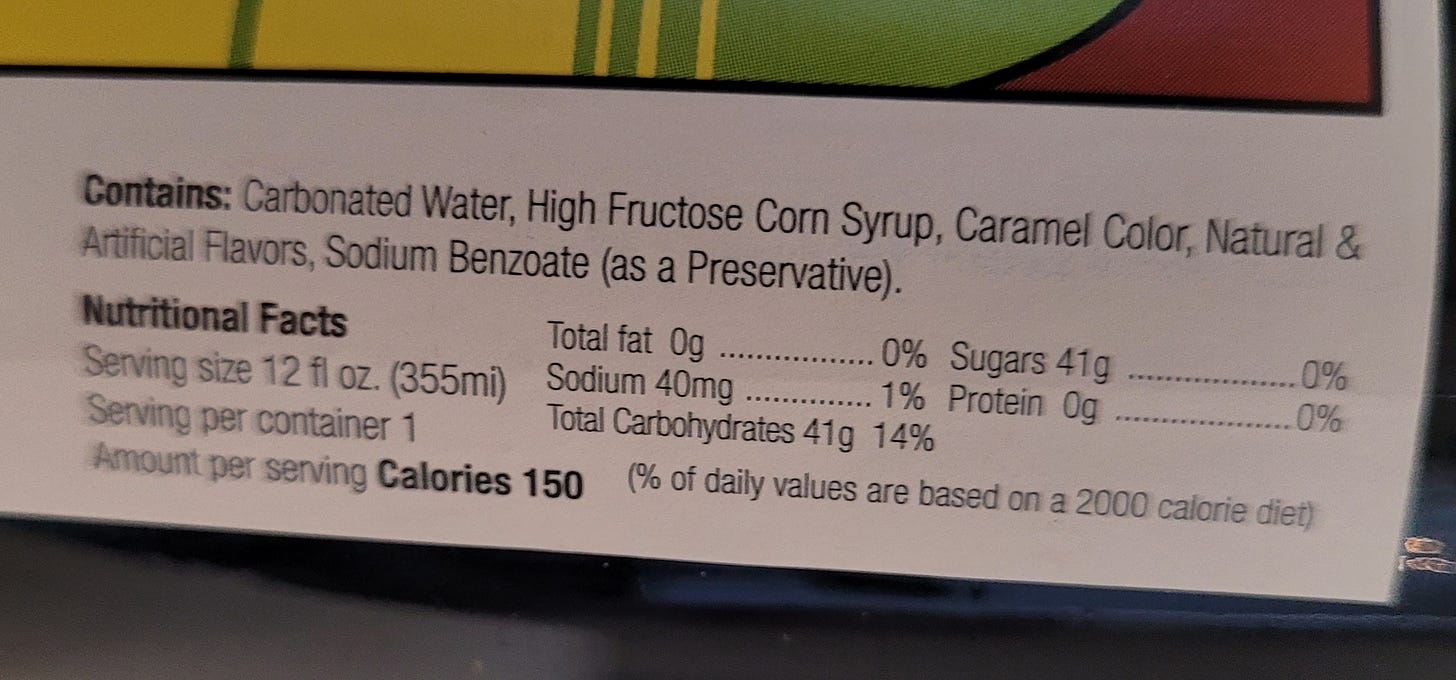 Contains: Carbonated Water, High Fructose Corn Syrup, Caramel Color, Natural &
Artificial Flavors, Sodium Benzoate (as a Preservative).
Nutritional Facts
Serving size 12 fl oz. (355mi)
Serving per container 1
Amount per serving Calories 150
Total fat 0g ................. 0%
Sodium 40mg .............. 1%
Total Carbohydrates 41g 14%
Sugars 41g ................... 0%
Protein 0g .................... 0%
(% of daily values are based on a 2000 calorie diet)